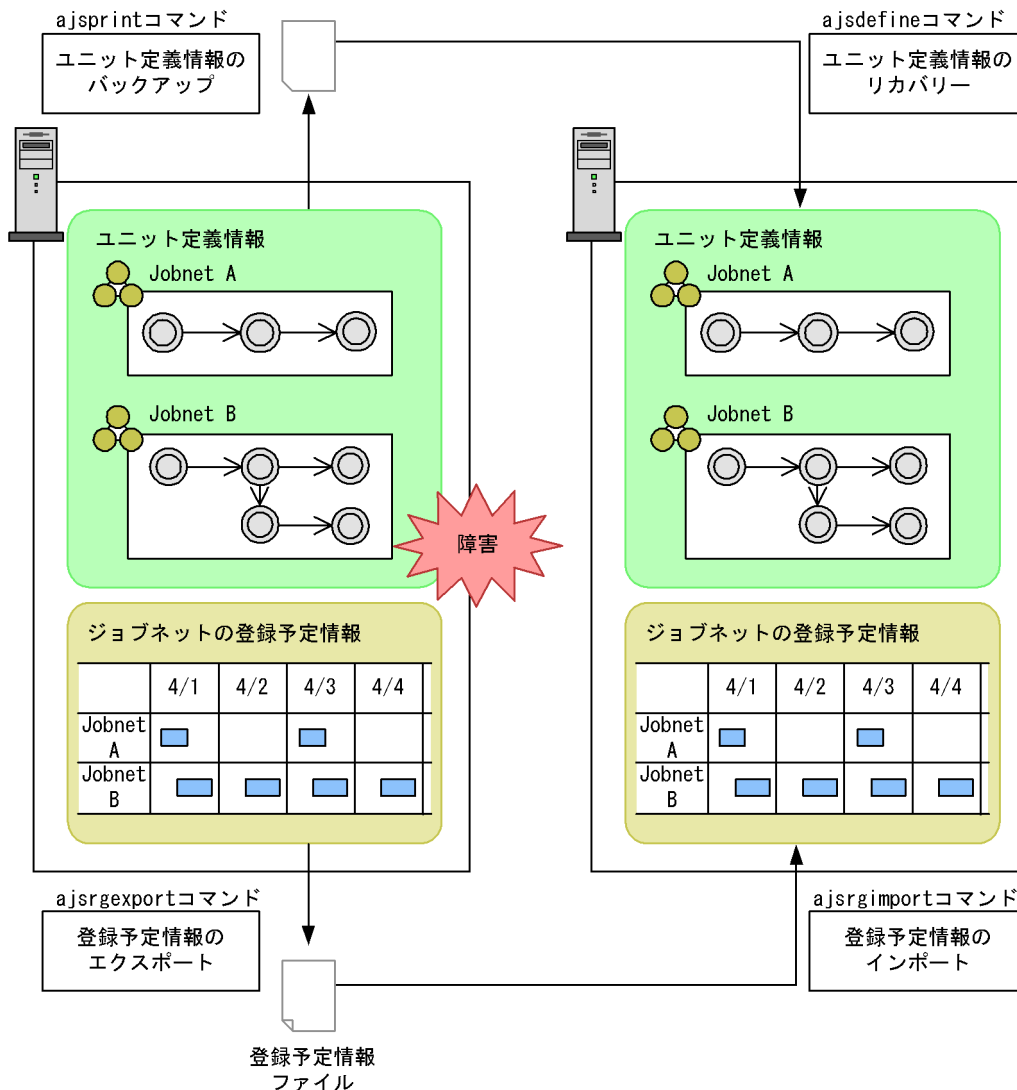 ajsprintコマンド
ユニット定義情報の
バックアップ
ajsdefineコマンド
ユニット定義情報の
リカバリー
ユニット定義情報
Jobnet A
Jobnet B
障害
ジョブネットの登録予定情報
4/1 4/2 4/3 4/4
Jobnet
A
Jobnet
B
ユニット定義情報
Jobnet A
Jobnet B
ジョブネットの登録予定情報
4/1 4/2 4/3 4/4
Jobnet
A
Jobnet
B
ajsrgexportコマンド
登録予定情報の
エクスポート
ajsrgimportコマンド
登録予定情報の
インポート
登録予定情報
ファイル